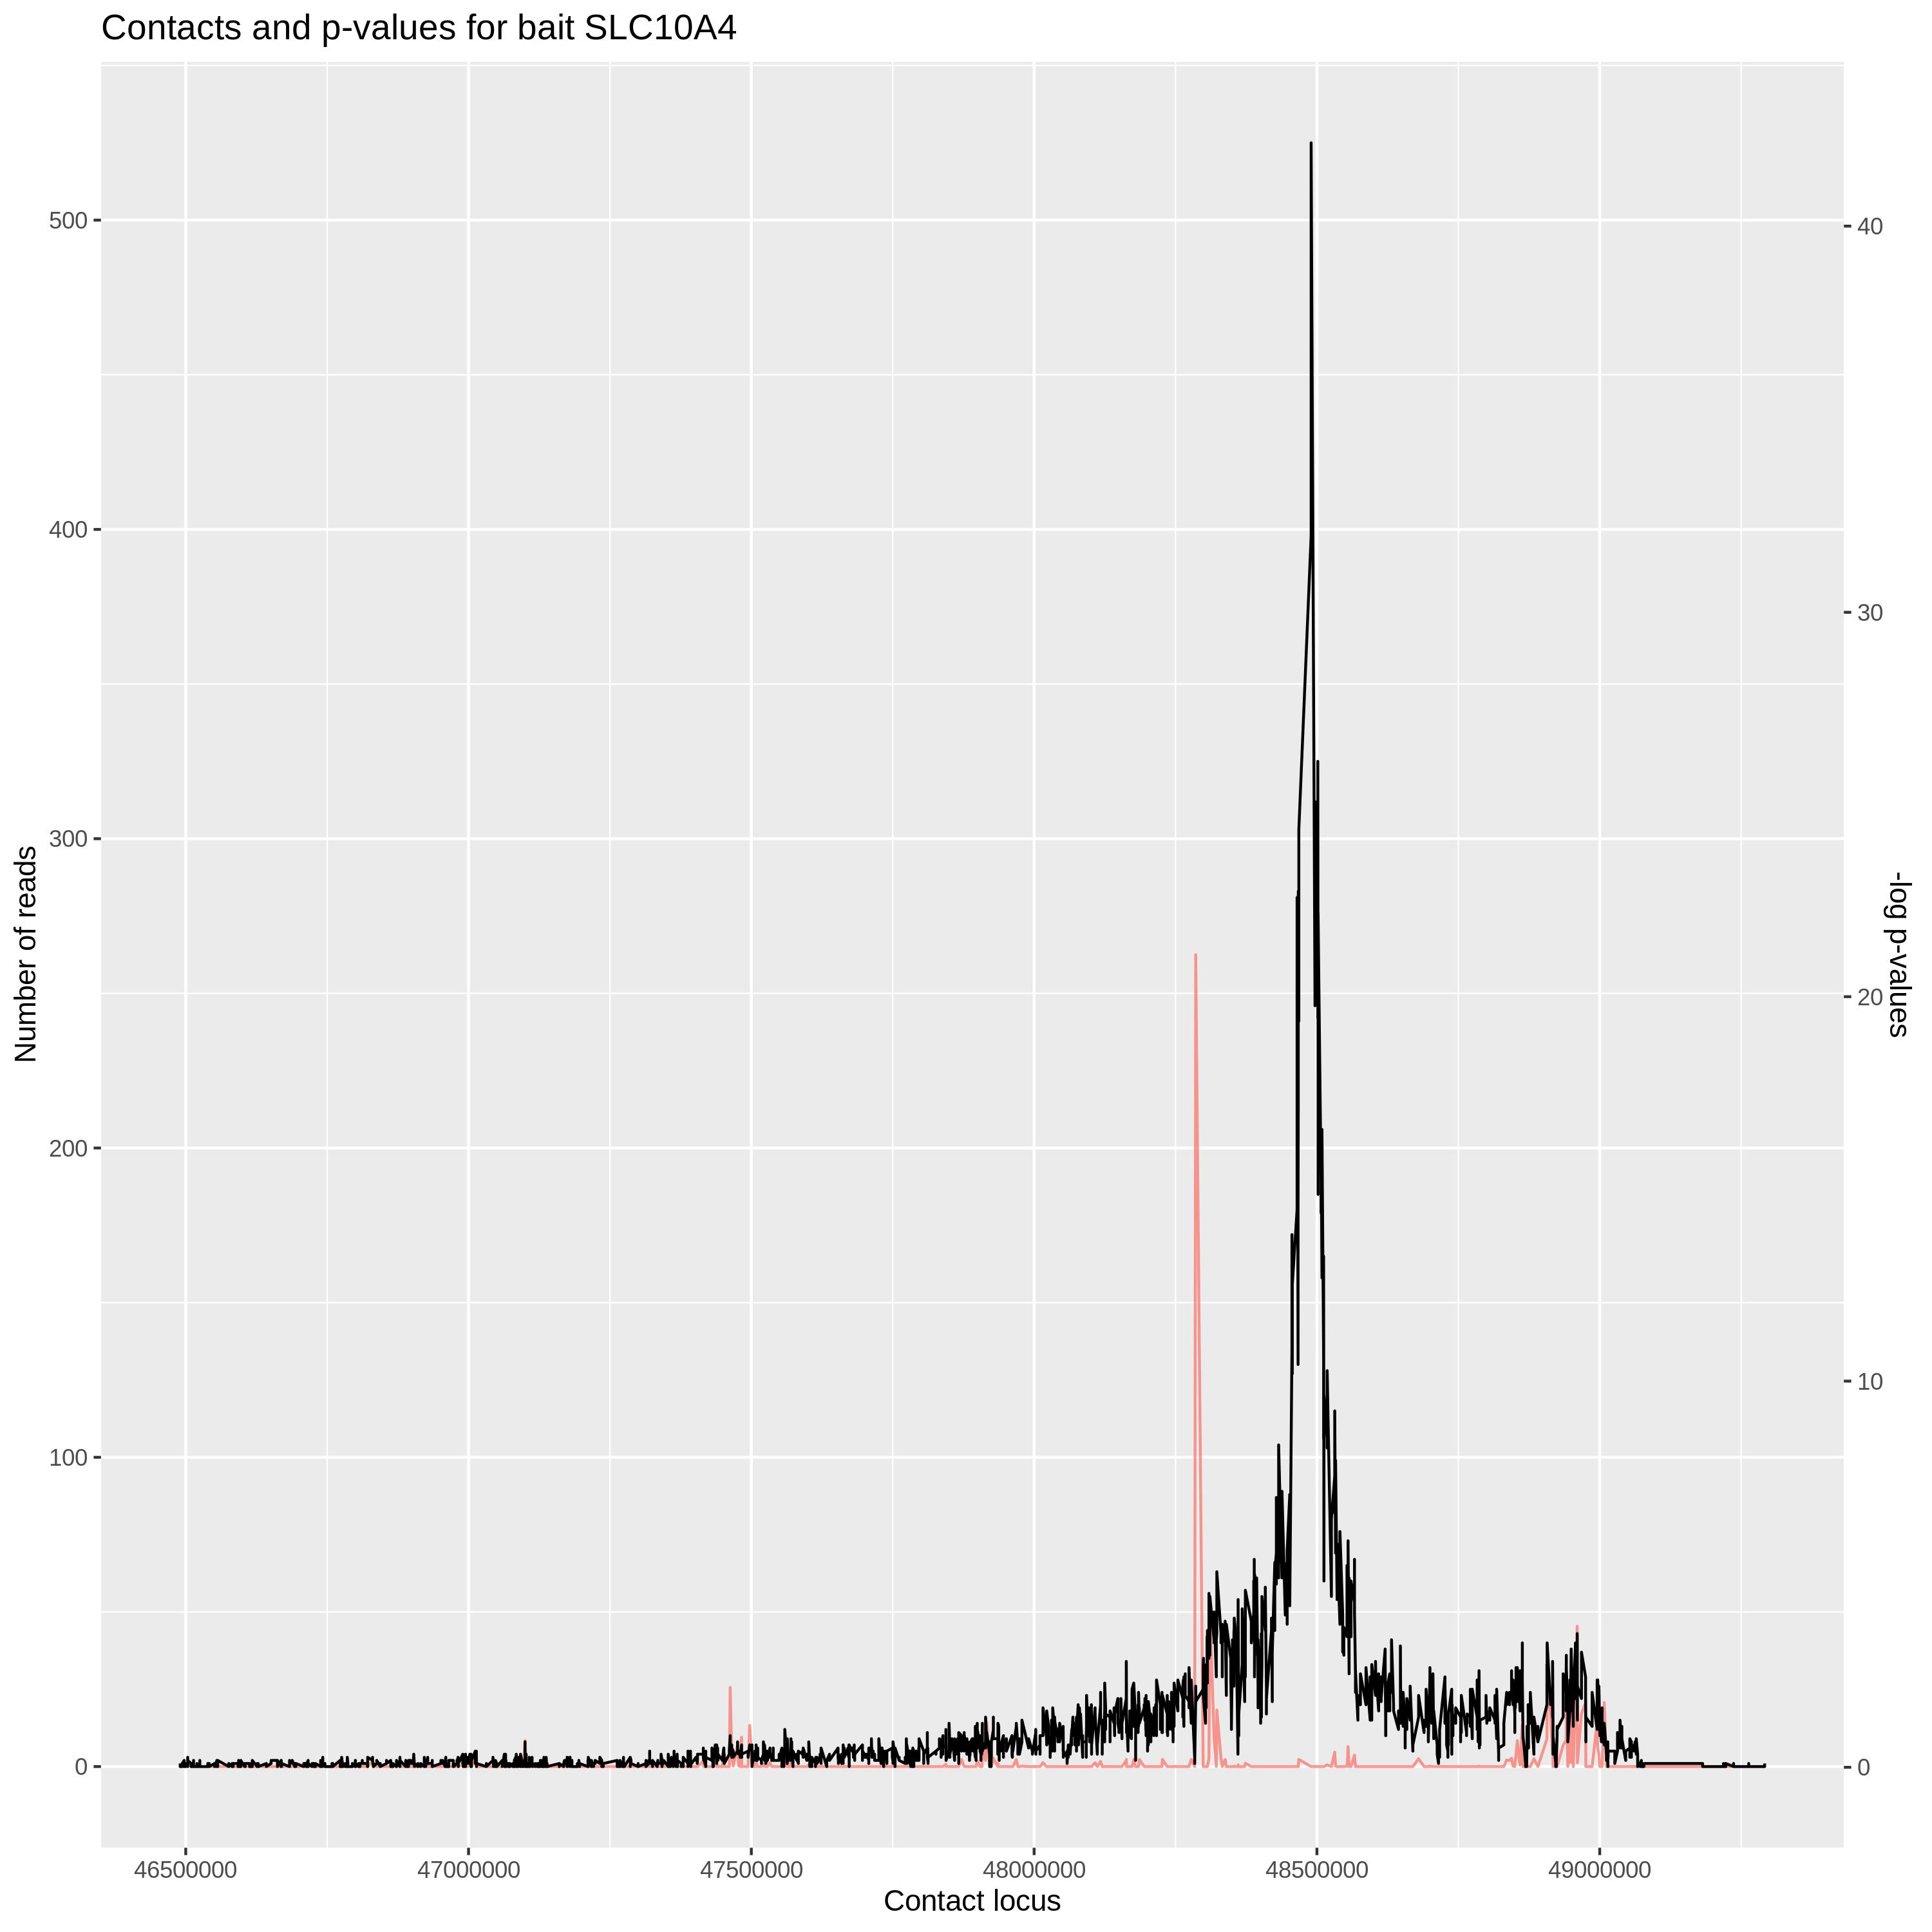 Contacts and p-values for bait SLC10A4
Number of reads
500
400
300
200
100
0
40
30
20
10
0
-log p-values
46500000 47000000 47500000 48000000 48500000 49000000
Contact locus